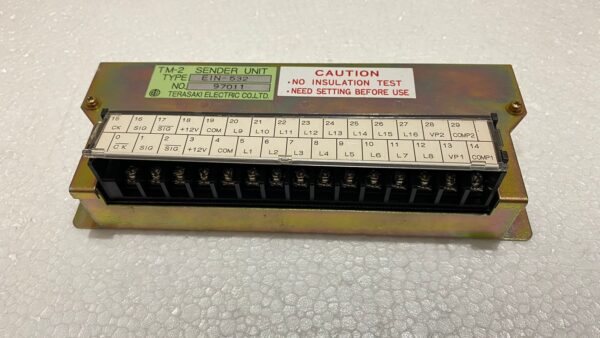 TM-2 SENDER UNIT
TYPE EIN-532
NO. 97011
TERASAKI ELECTRIC CO.,LTD.
CAUTION
•NO INSULATION TEST
•NEED SETTING BEFORE USE
15 16 17 18 19 20 21 22 23 24 25 26 27 28 29
CK SIG SIG +12V COM L9 L10 L11 L12 L13 L14 L15 L16 VP2 COMP2
0 1 2 3 4 5 6 7 8 9 10 11 12 13 14
CK SIG SIG +12V COM L1 L2 L3 L4 L5 L6 L7 L8 VP1 COMP1